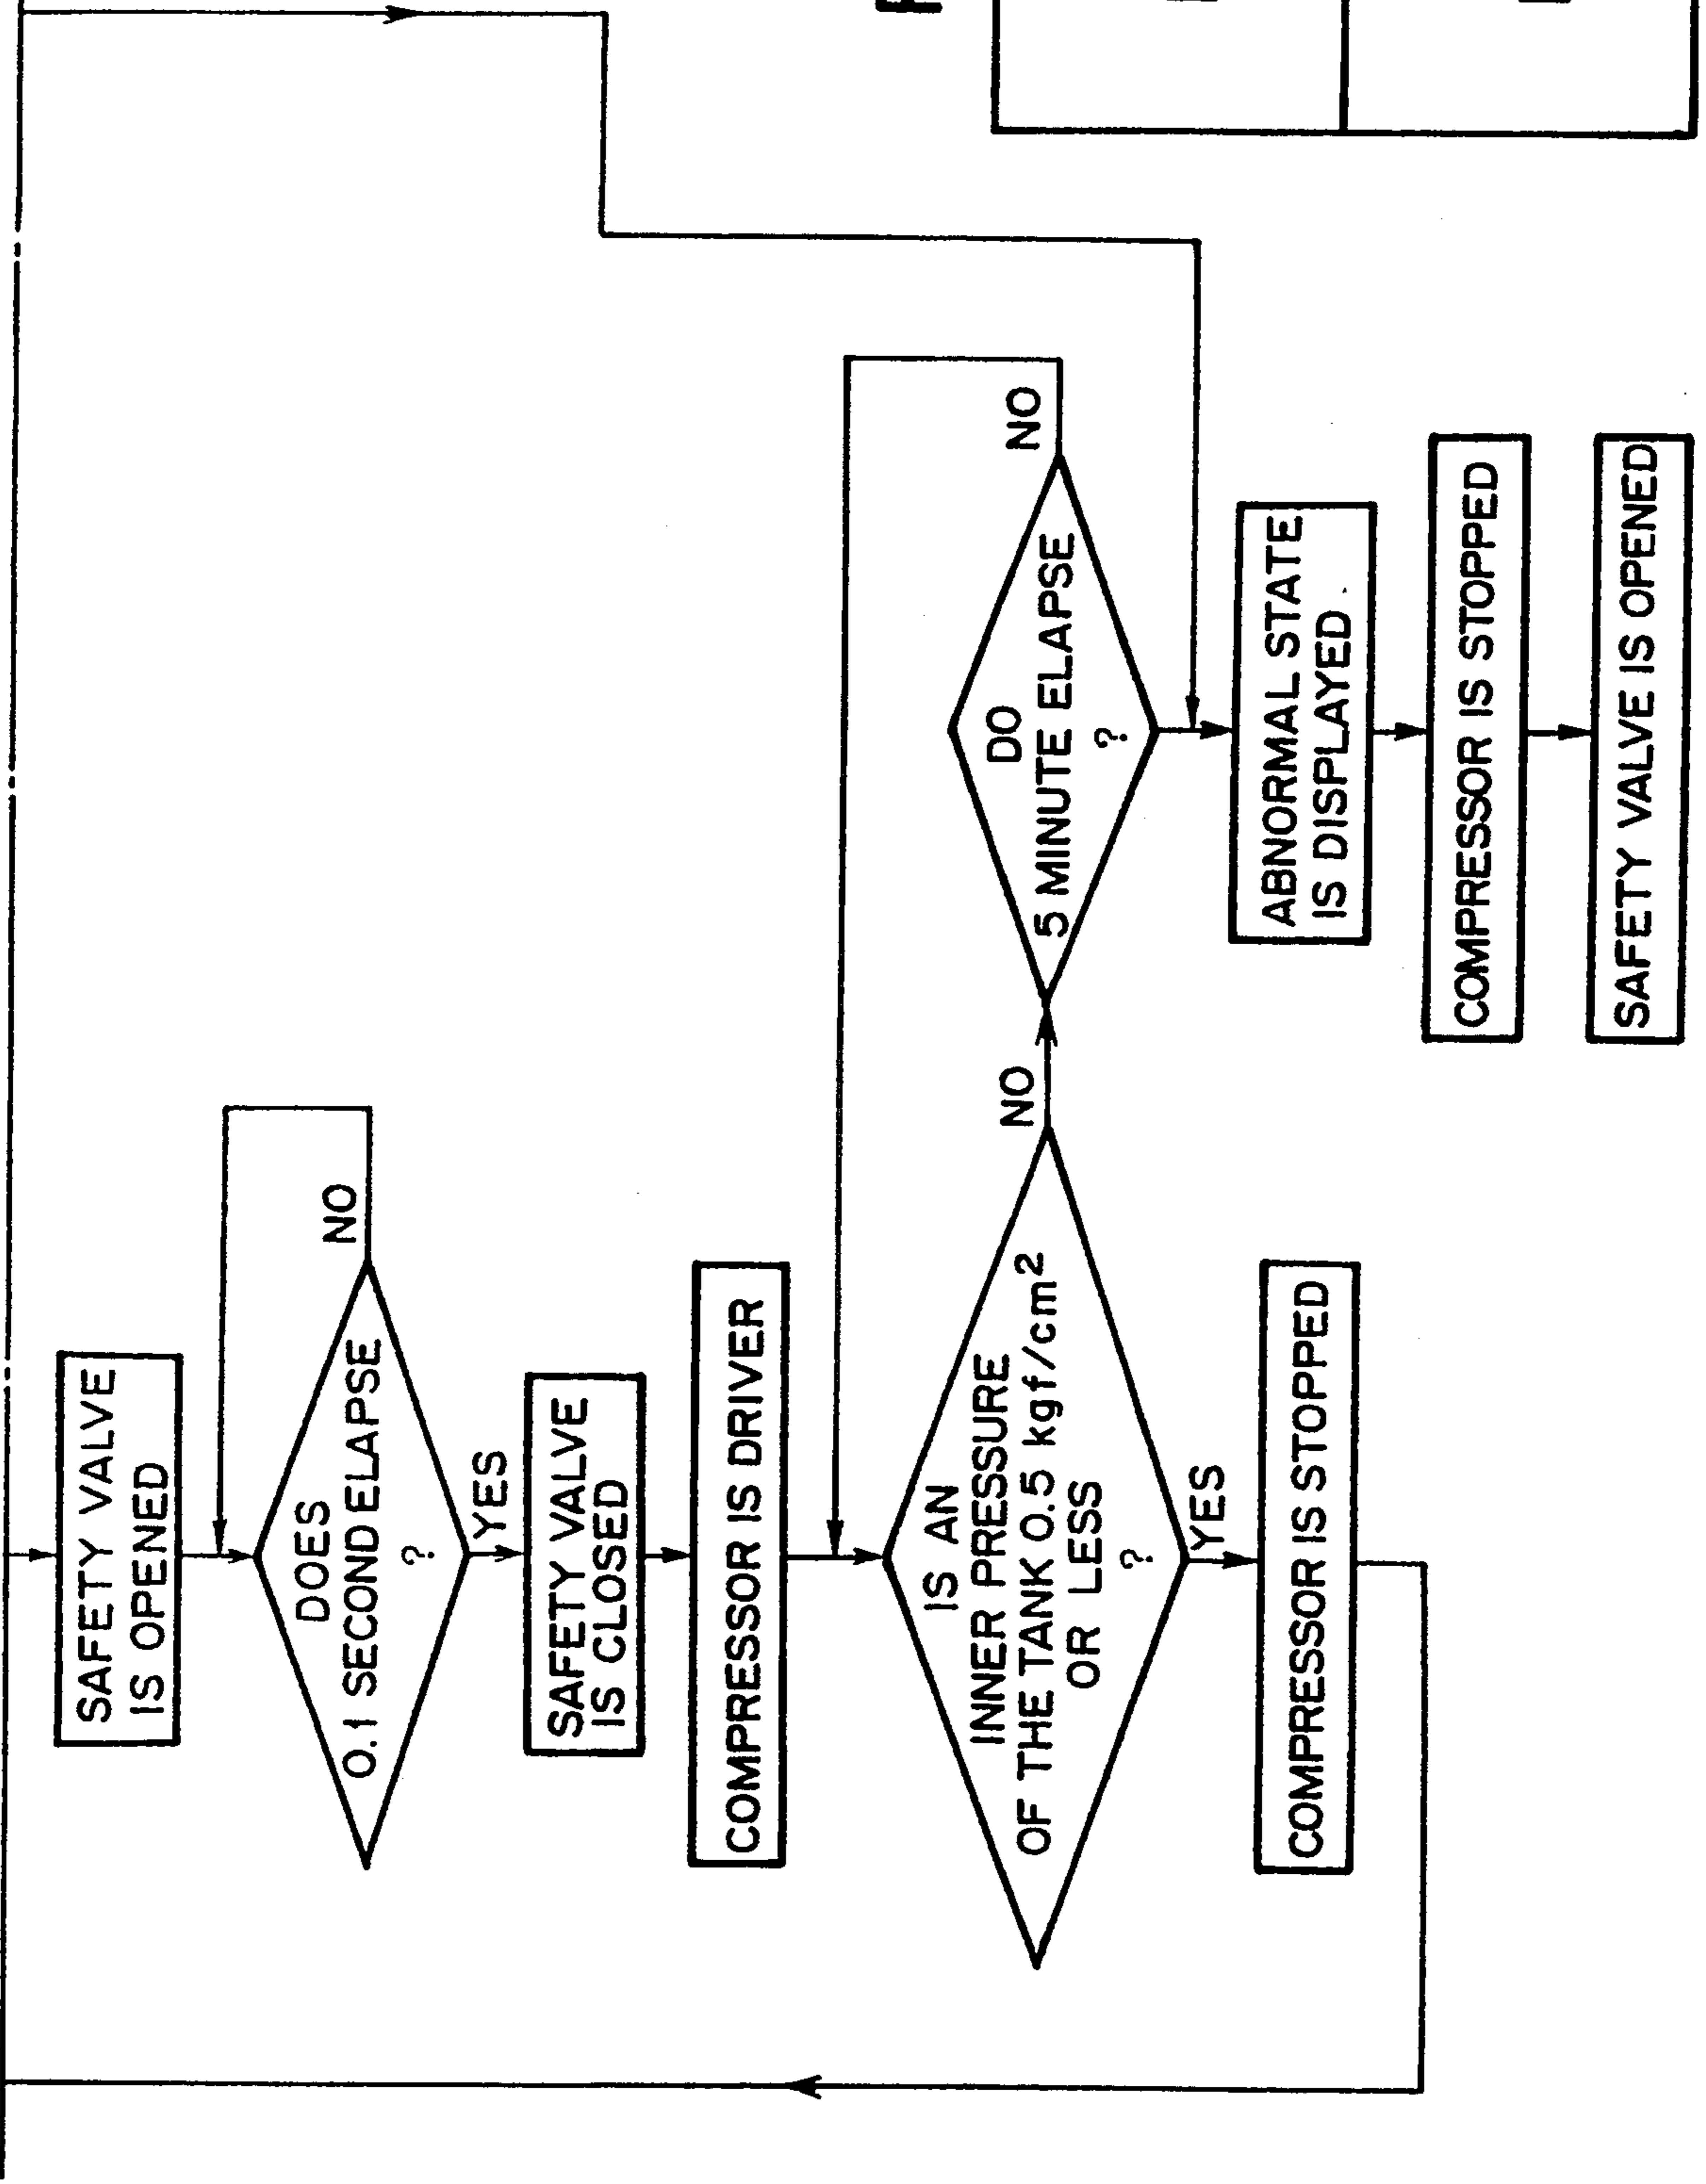 SAFETY VALVE
IS OPENED
DOES
0.1 SECOND ELAPSE
?
NO
YES
SAFETY VALVE
IS CLOSED
COMPRESSOR IS DRIVER
IS AN
INNER PRESSURE
OF THE TANK 0.5 kgf/cm²
OR LESS
?
NO
YES
COMPRESSOR IS STOPPED
DO
5 MINUTE ELAPSE
?
NO
ABNORMAL STATE
IS DISPLAYED
COMPRESSOR IS STOPPED
SAFETY VALVE IS OPENED